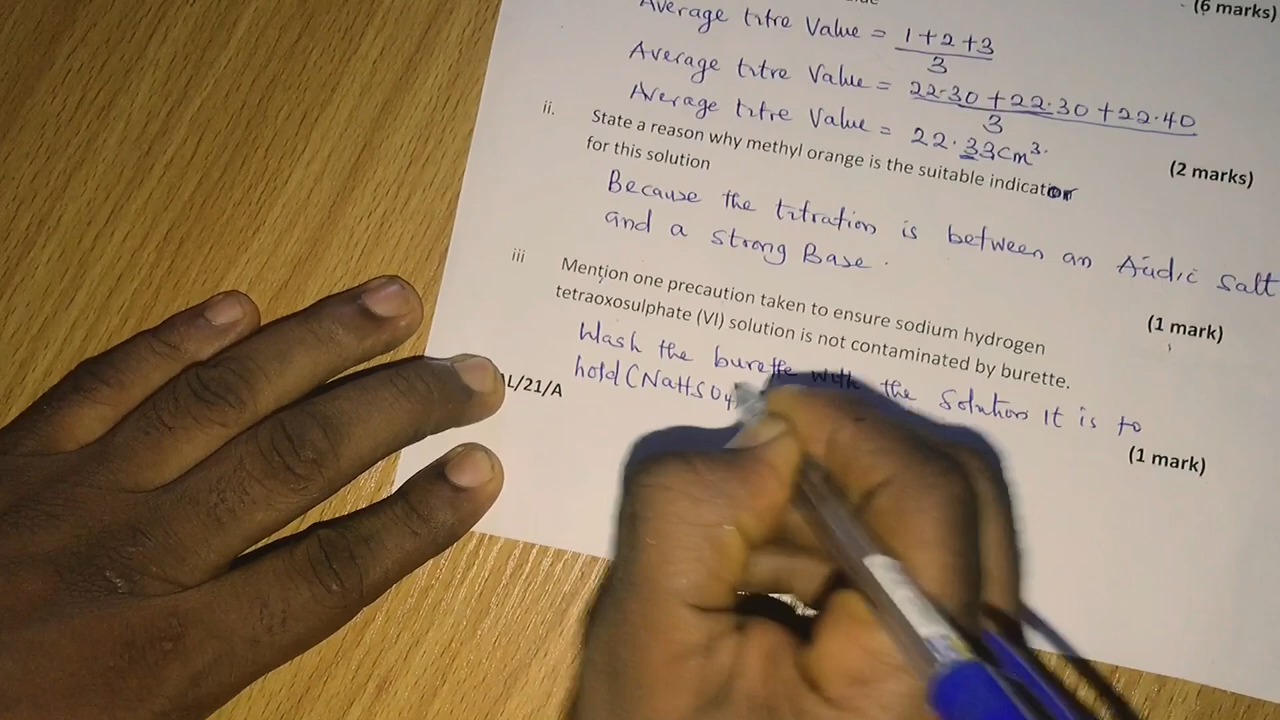 (6 marks)
Average titre Value = 1+2+3
3
Average titre Value = 22.30 + 22.30 +22.40
3
Average titre Value = 22.33cm³.
(2 marks)
ii. State a reason why methyl orange is the suitable indicator
for this solution
Because the titration is between an Acidic Salt
and a strong Base.
(1 mark)
iii Mention one precaution taken to ensure sodium hydrogen
tetraoxosulphate (VI) solution is not contaminated by burette.
Wash the burette with the Solution It is to
hold (NaHSO4
(1 mark)
L/21/A